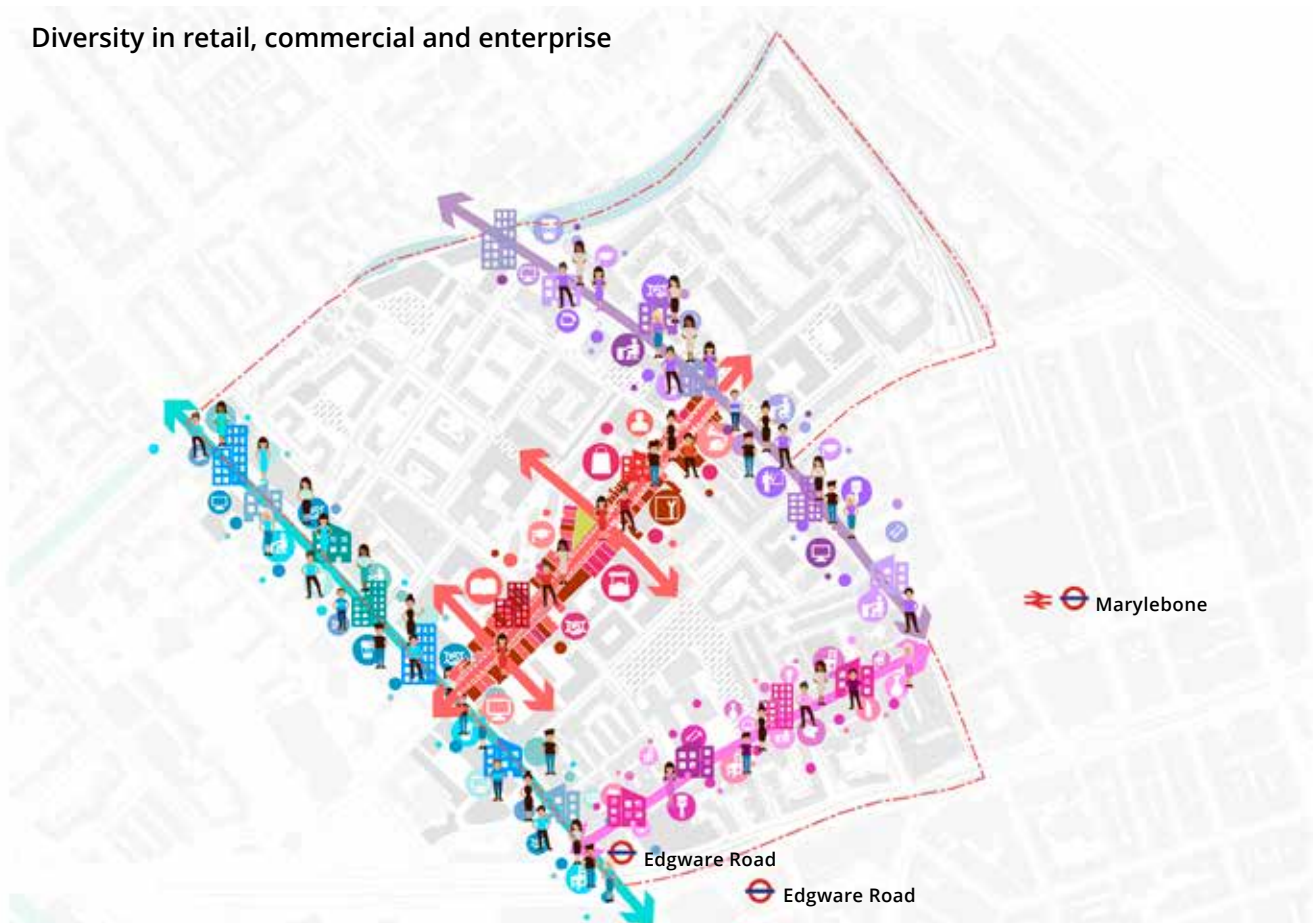 Diversity in retail, commercial and enterprise
Marylebone
Edgware Road
Edgware Road